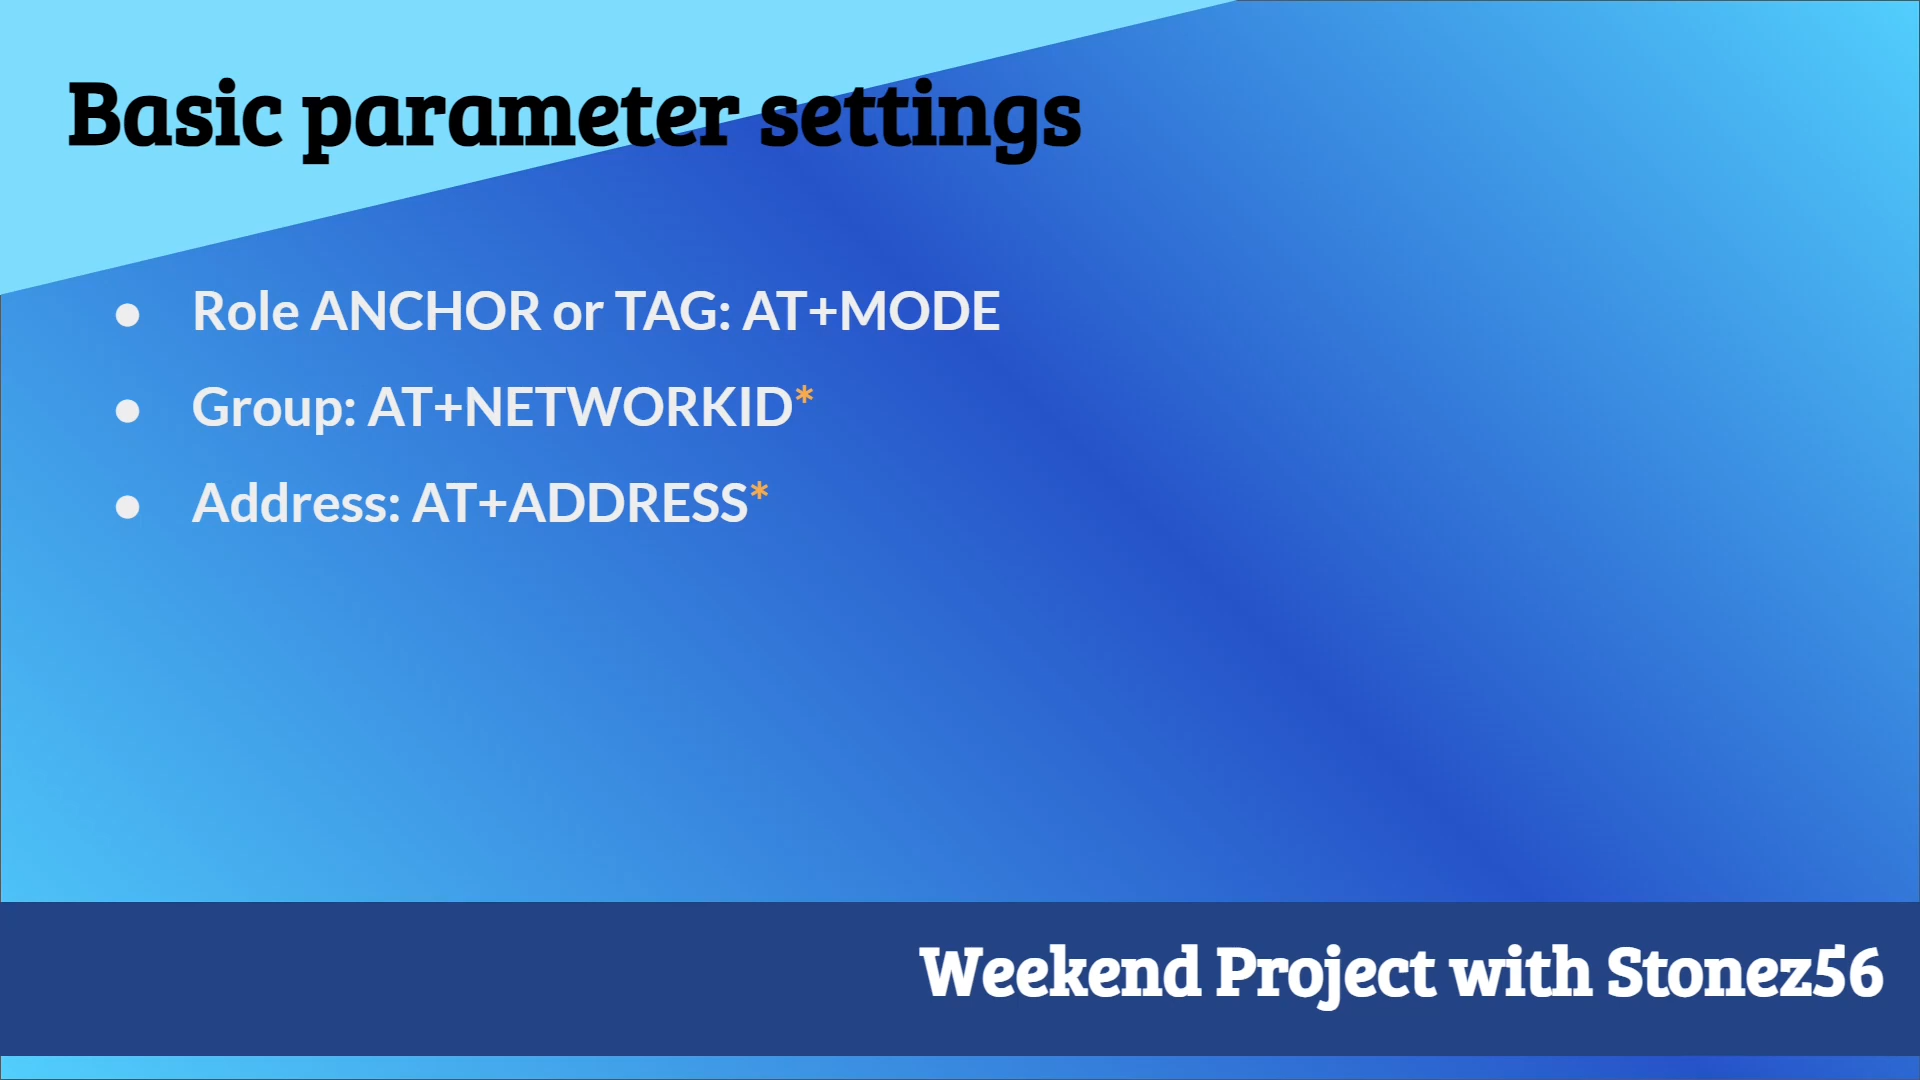 Basic parameter settings
● Role ANCHOR or TAG: AT+MODE
● Group: AT+NETWORKID*
● Address: AT+ADDRESS*
Weekend Project with Stonez56